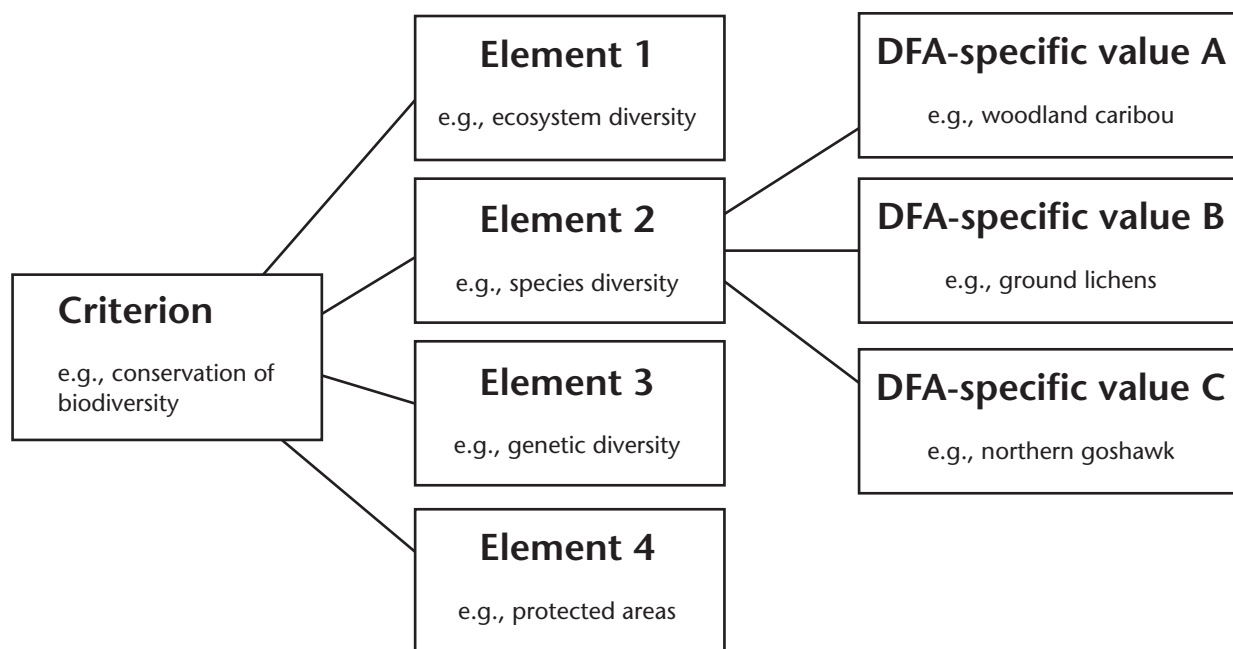 Criterion
e.g., conservation of
biodiversity
Element 1
e.g., ecosystem diversity
Element 2
e.g., species diversity
Element 3
e.g., genetic diversity
Element 4
e.g., protected areas
DFA-specific value A
e.g., woodland caribou
DFA-specific value B
e.g., ground lichens
DFA-specific value C
e.g., northern goshawk